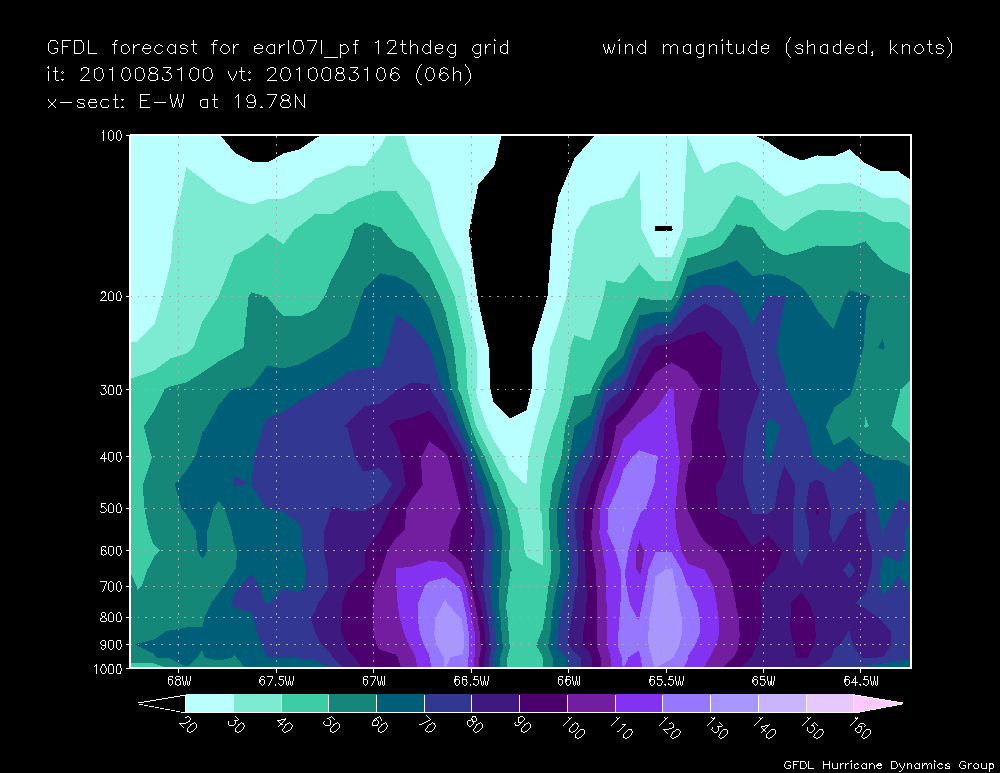 GFDL forecast for earl07l_pf 12thdeg grid
wind magnitude (shaded, knots)
it: 2010083100 vt: 2010083106 (06h)
x-sect: E-W at 19.78N
100
200
300
400
500
600
700
800
900
1000
68W 67.5W 67W 66.5W 66W 65.5W 65W 64.5W
20 30 40 50 60 70 80 90 100 110 120 130 140 150 160
GFDL Hurricane Dynamics Group